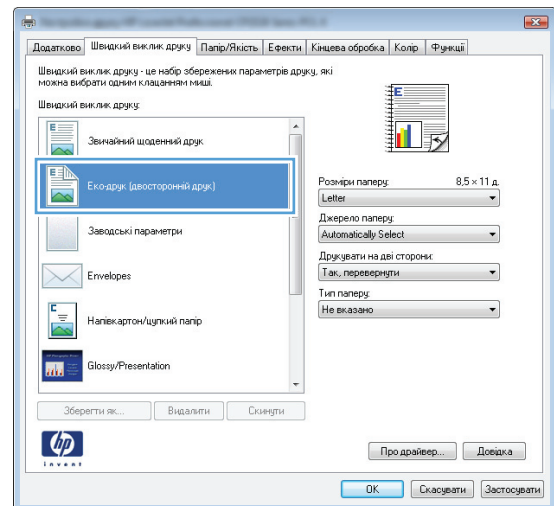 Додатково Швидкий виклик друку Папір/Якість Ефекти Кінцева обробка Колір Функції
Швидкий виклик друку - це набір збережених параметрів друку, які
можна вибрати одним клацанням миші.
Швидкий виклик друку:
Звичайний щоденний друк
Еко-друк (двосторонній друк)
Заводські параметри
Envelopes
Напівкартон/цупкий папір
Glossy/Presentation
Зберегти як... Видалити Скинути
Розміри паперу: 8,5 × 11 д.
Letter
Джерело паперу:
Automatically Select
Друкувати на дві сторони:
Так, перевернути
Тип паперу:
Не вказано
hp
invent
Про драйвер... Довідка
OK Скасувати Застосувати